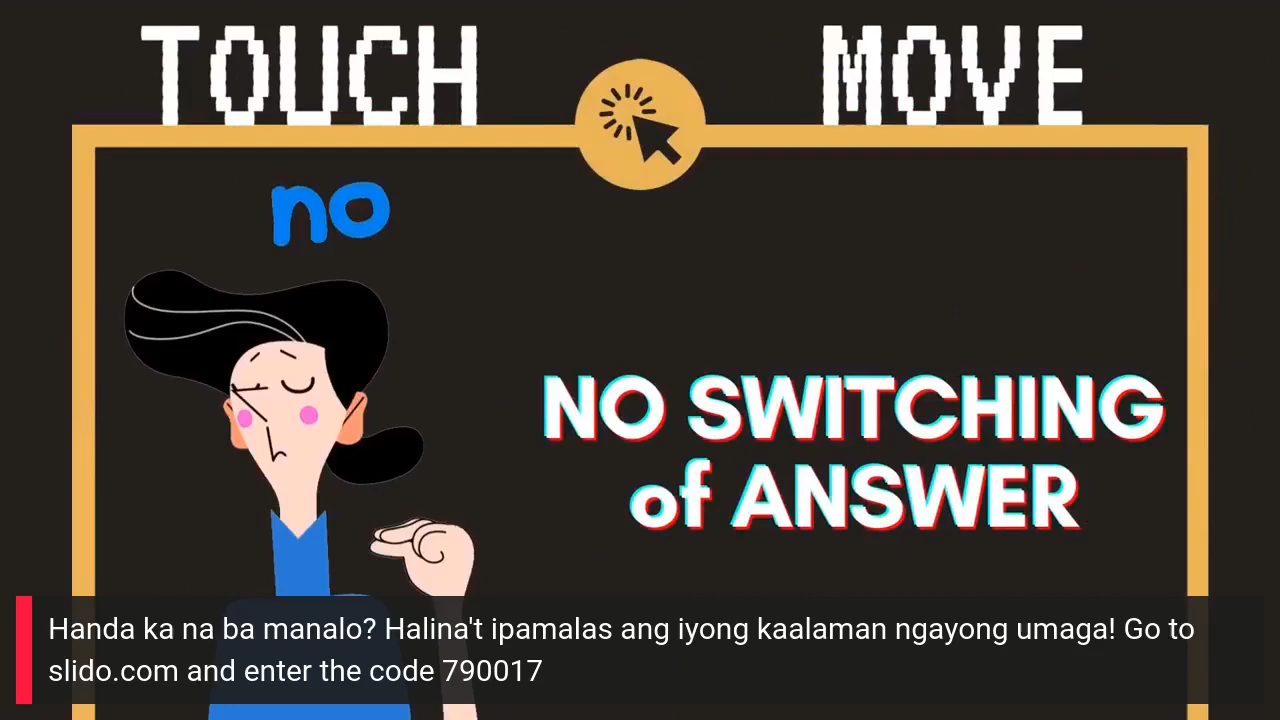 TOUCH MOVE
no
NO SWITCHING
of ANSWER
Handa ka na ba manalo? Halina't ipamalas ang iyong kaalaman ngayong umaga! Go to
slido.com and enter the code 790017